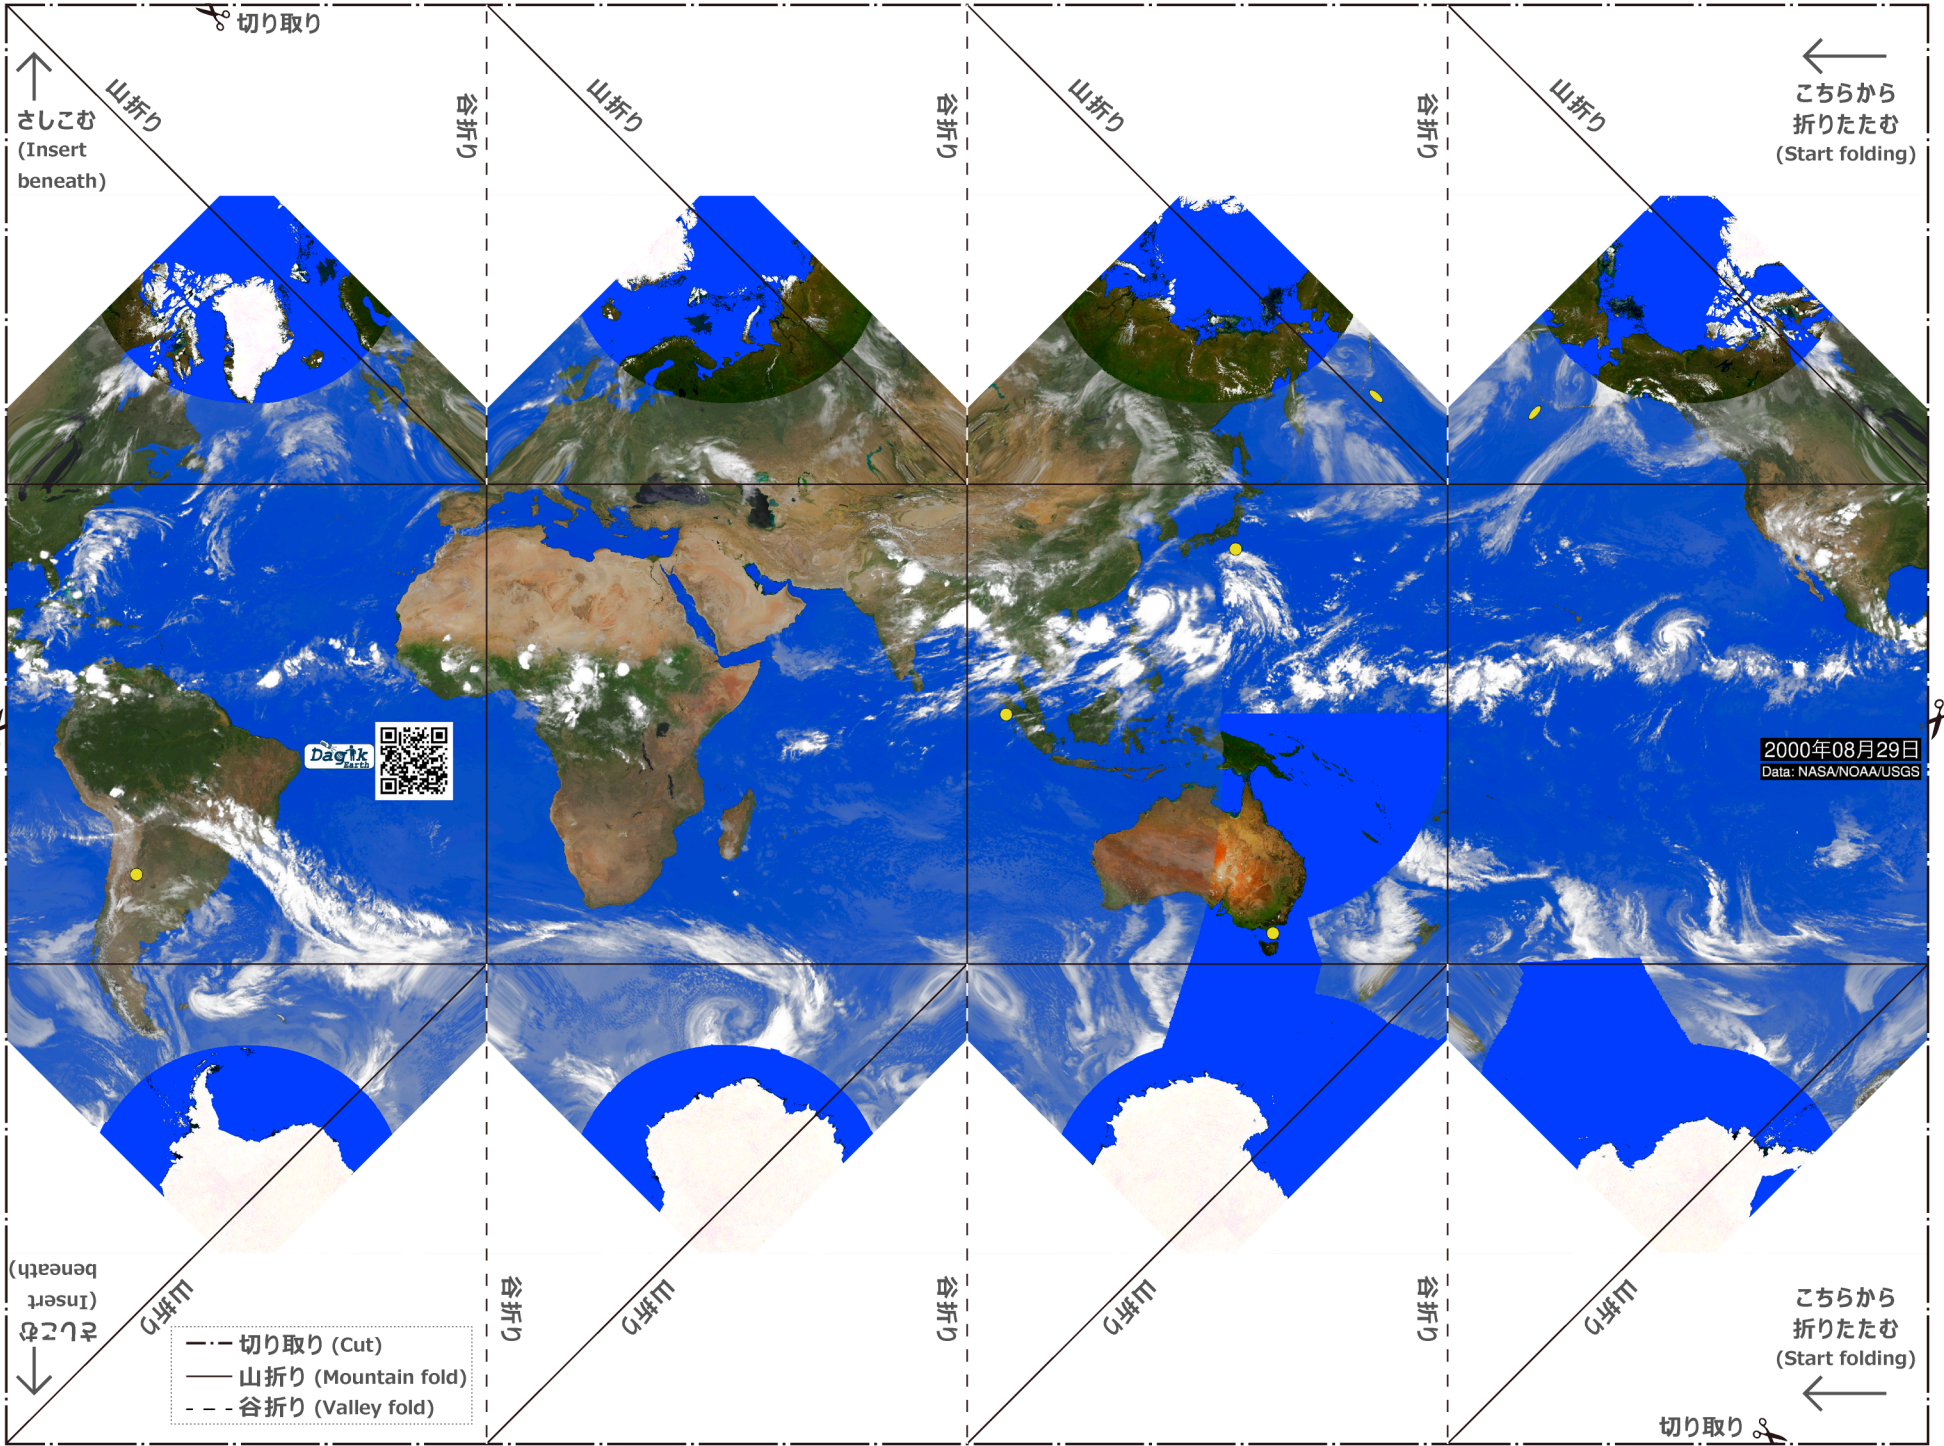 切り取り
山折り
谷折り
山折り
谷折り
山折り
谷折り
山折り
さしこむ
(Insert
beneath)
こちらから
折りたたむ
(Start folding)
Dagik
Earth
2000年08月29日
Data: NASA/NOAA/USGS
さしこむ
(Insert
beneath)
山折り
谷折り
山折り
谷折り
山折り
谷折り
山折り
こちらから
折りたたむ
(Start folding)
切り取り (Cut)
山折り (Mountain fold)
谷折り (Valley fold)
切り取り